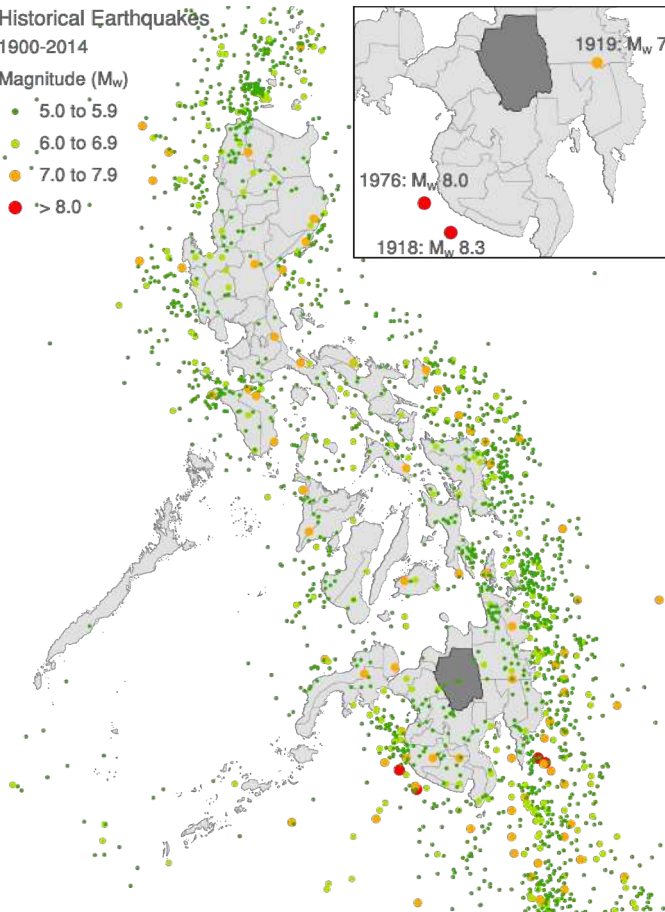 Historical Earthquakes
1900-2014
Magnitude (Mw)
5.0 to 5.9
6.0 to 6.9
7.0 to 7.9
> 8.0
1919: Mw 7
1976: Mw 8.0
1918: Mw 8.3